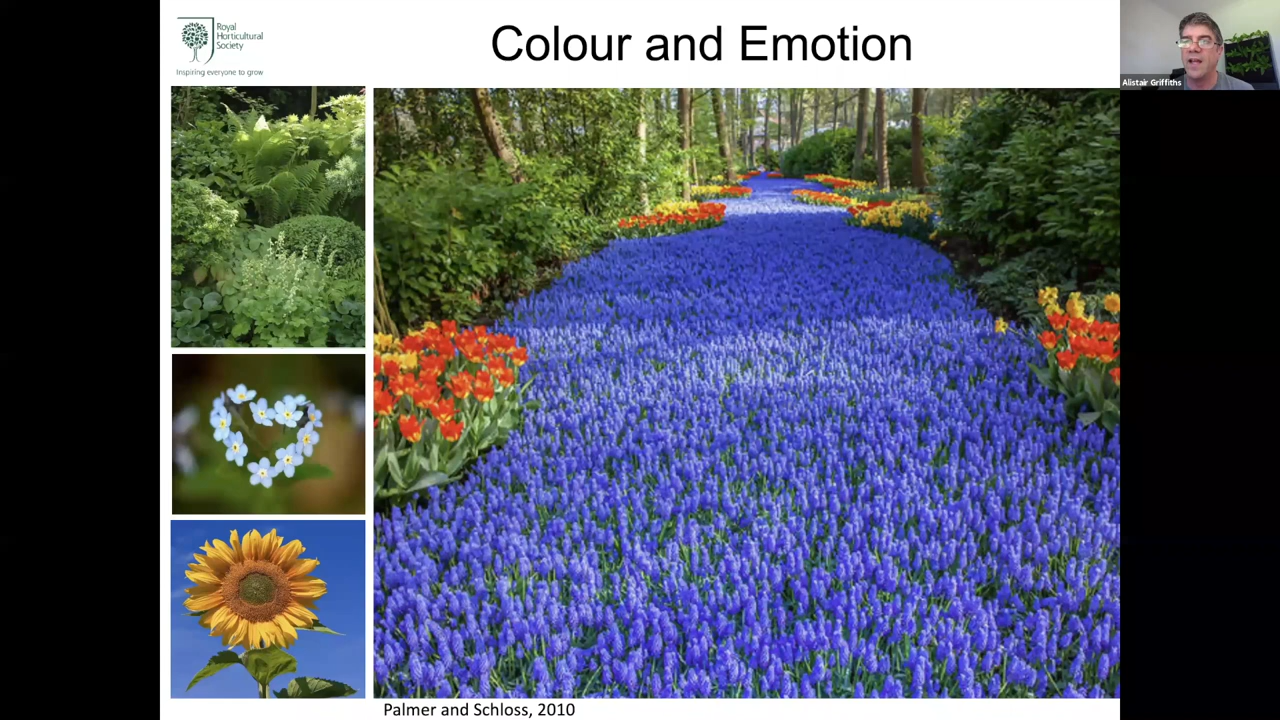 Royal
Horticultural
Society
Inspiring everyone to grow
Colour and Emotion
Alistair Griffiths
Palmer and Schloss, 2010